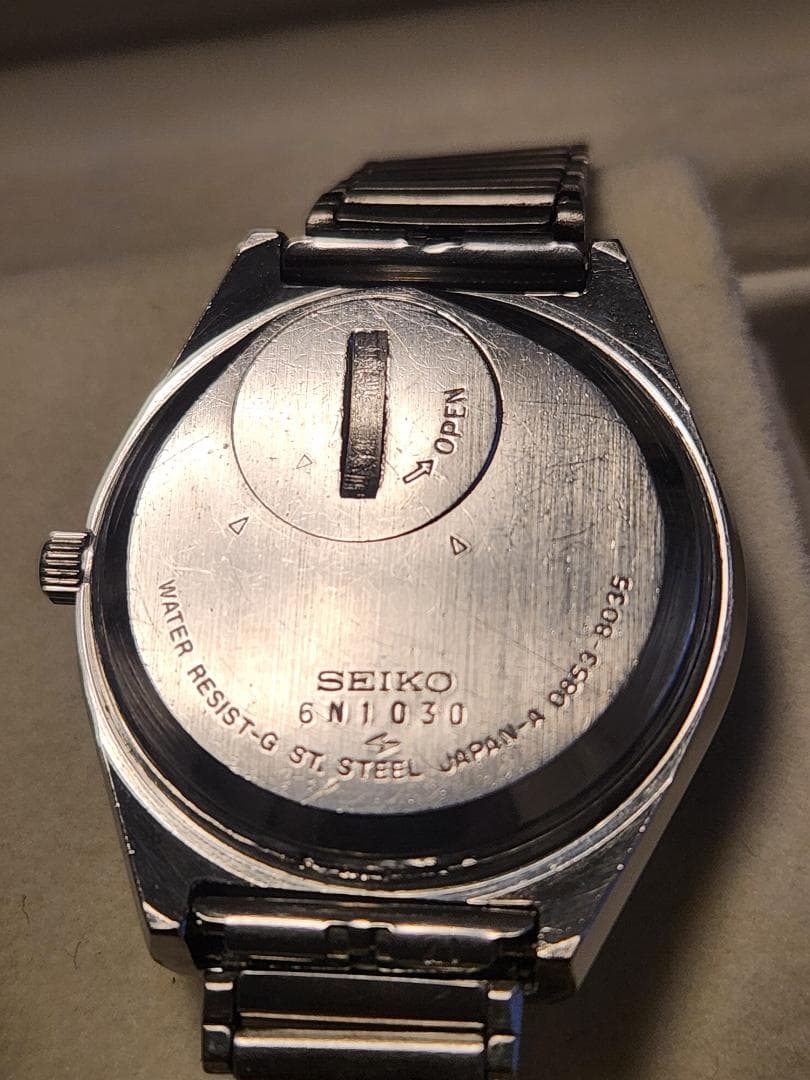 OPEN
SEIKO
6N1030
WATER RESIST-G ST. STEEL JAPAN-A 0853-8035